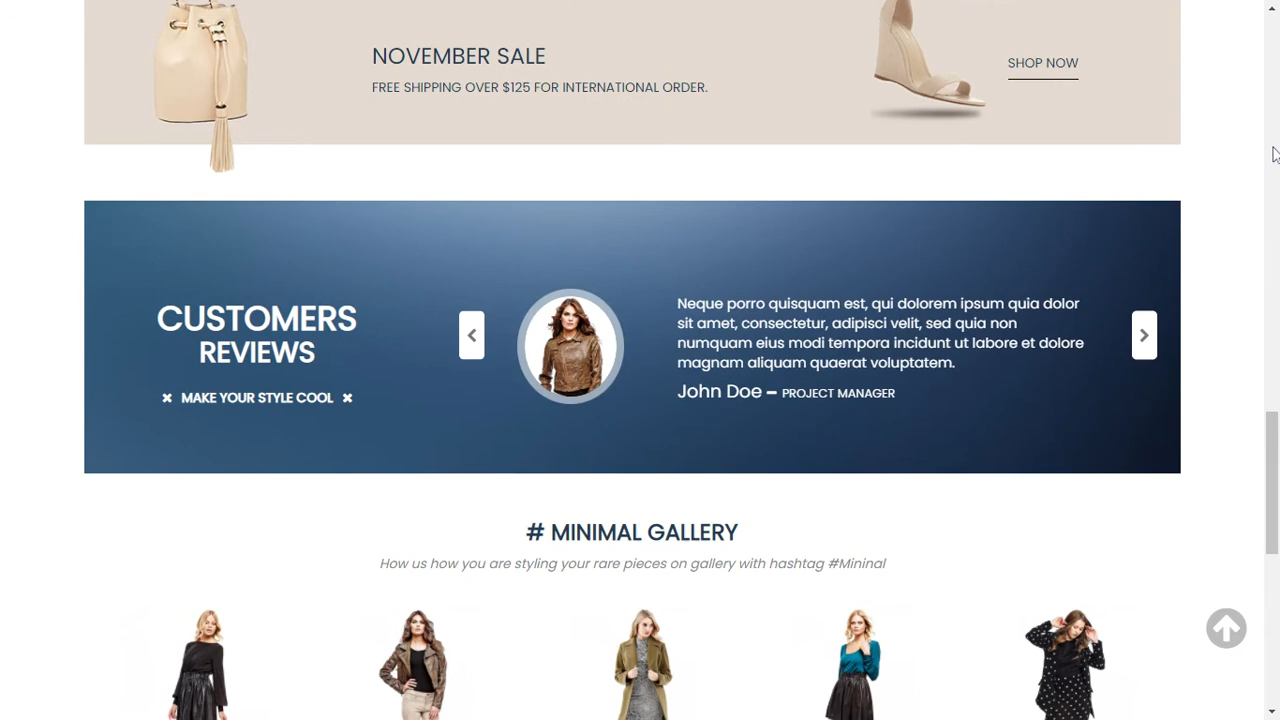 NOVEMBER SALE
FREE SHIPPING OVER $125 FOR INTERNATIONAL ORDER.
SHOP NOW
CUSTOMERS
REVIEWS
MAKE YOUR STYLE COOL
Neque porro quisquam est, qui dolorem ipsum quia dolor
sit amet, consectetur, adipisci velit, sed quia non
numquam eius modi tempora incidunt ut labore et dolore
magnam aliquam quaerat voluptatem.
John Doe – PROJECT MANAGER
# MINIMAL GALLERY
How us how you are styling your rare pieces on gallery with hashtag #Mininal